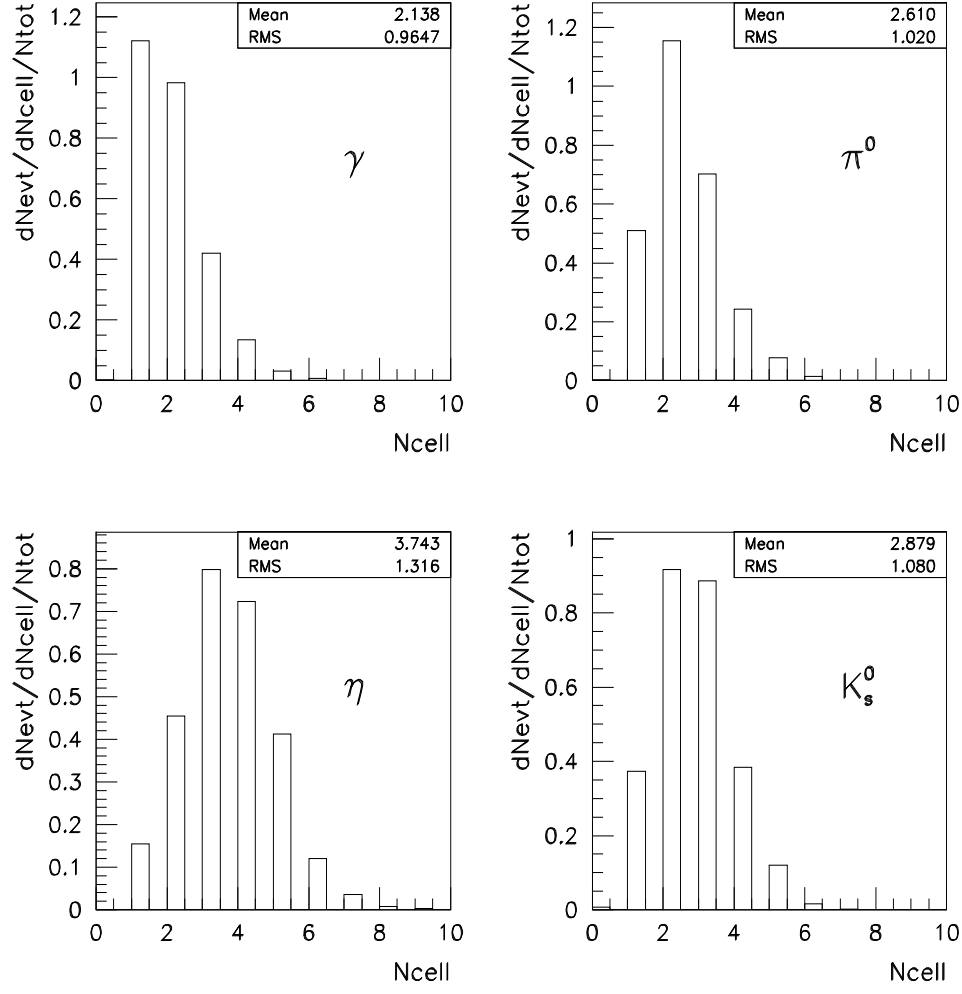 dNevt/dNcell/Ntot
Mean 2.138
RMS 0.9647
γ
1.2
1
0.8
0.6
0.4
0.2
0
0 2 4 6 8 10
Ncell
dNevt/dNcell/Ntot
Mean 2.610
RMS 1.020
π⁰
1.2
1
0.8
0.6
0.4
0.2
0
0 2 4 6 8 10
Ncell
dNevt/dNcell/Ntot
Mean 3.743
RMS 1.316
η
0.8
0.7
0.6
0.5
0.4
0.3
0.2
0.1
0
0 2 4 6 8 10
Ncell
dNevt/dNcell/Ntot
Mean 2.879
RMS 1.080
K⁰ₛ
1
0.8
0.6
0.4
0.2
0
0 2 4 6 8 10
Ncell